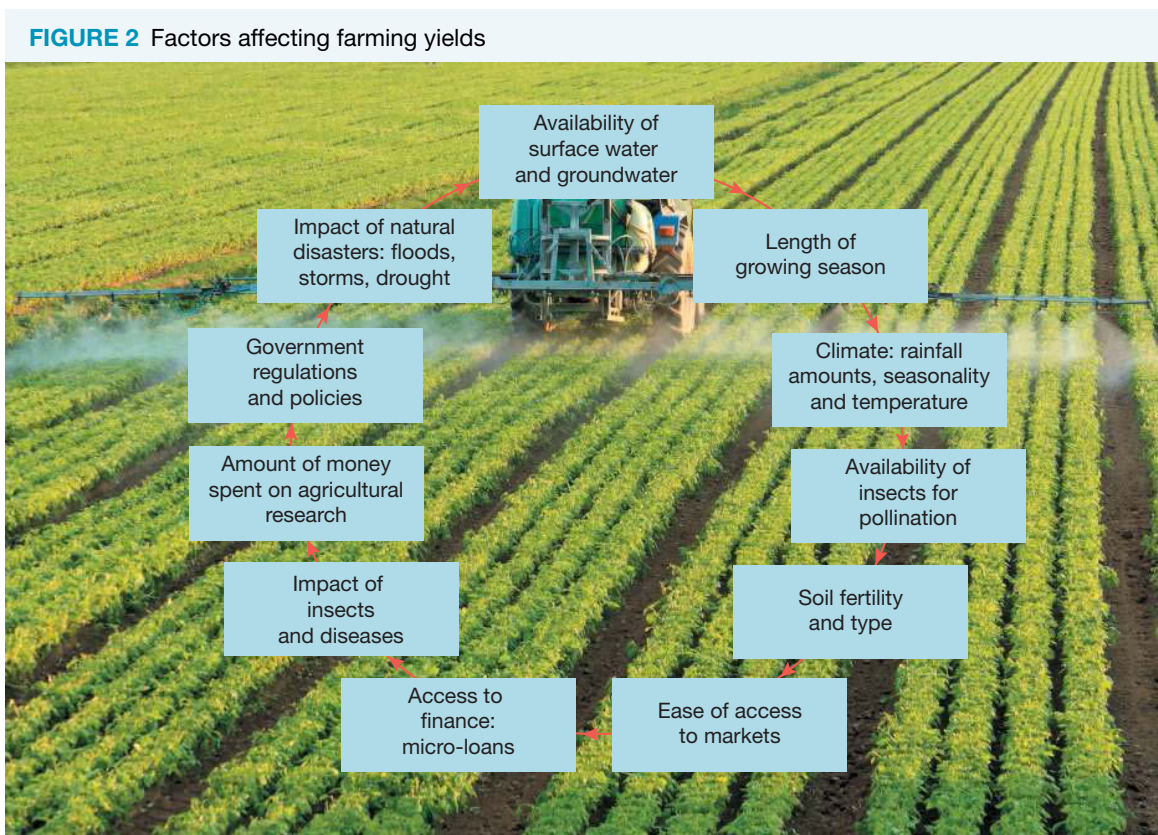 FIGURE 2 Factors affecting farming yields
Availability of
surface water
and groundwater
Length of
growing season
Climate: rainfall
amounts, seasonality
and temperature
Availability of
insects for
pollination
Soil fertility
and type
Ease of access
to markets
Access to
finance:
micro-loans
Impact of
insects
and diseases
Amount of money
spent on agricultural
research
Government
regulations
and policies
Impact of natural
disasters: floods,
storms, drought